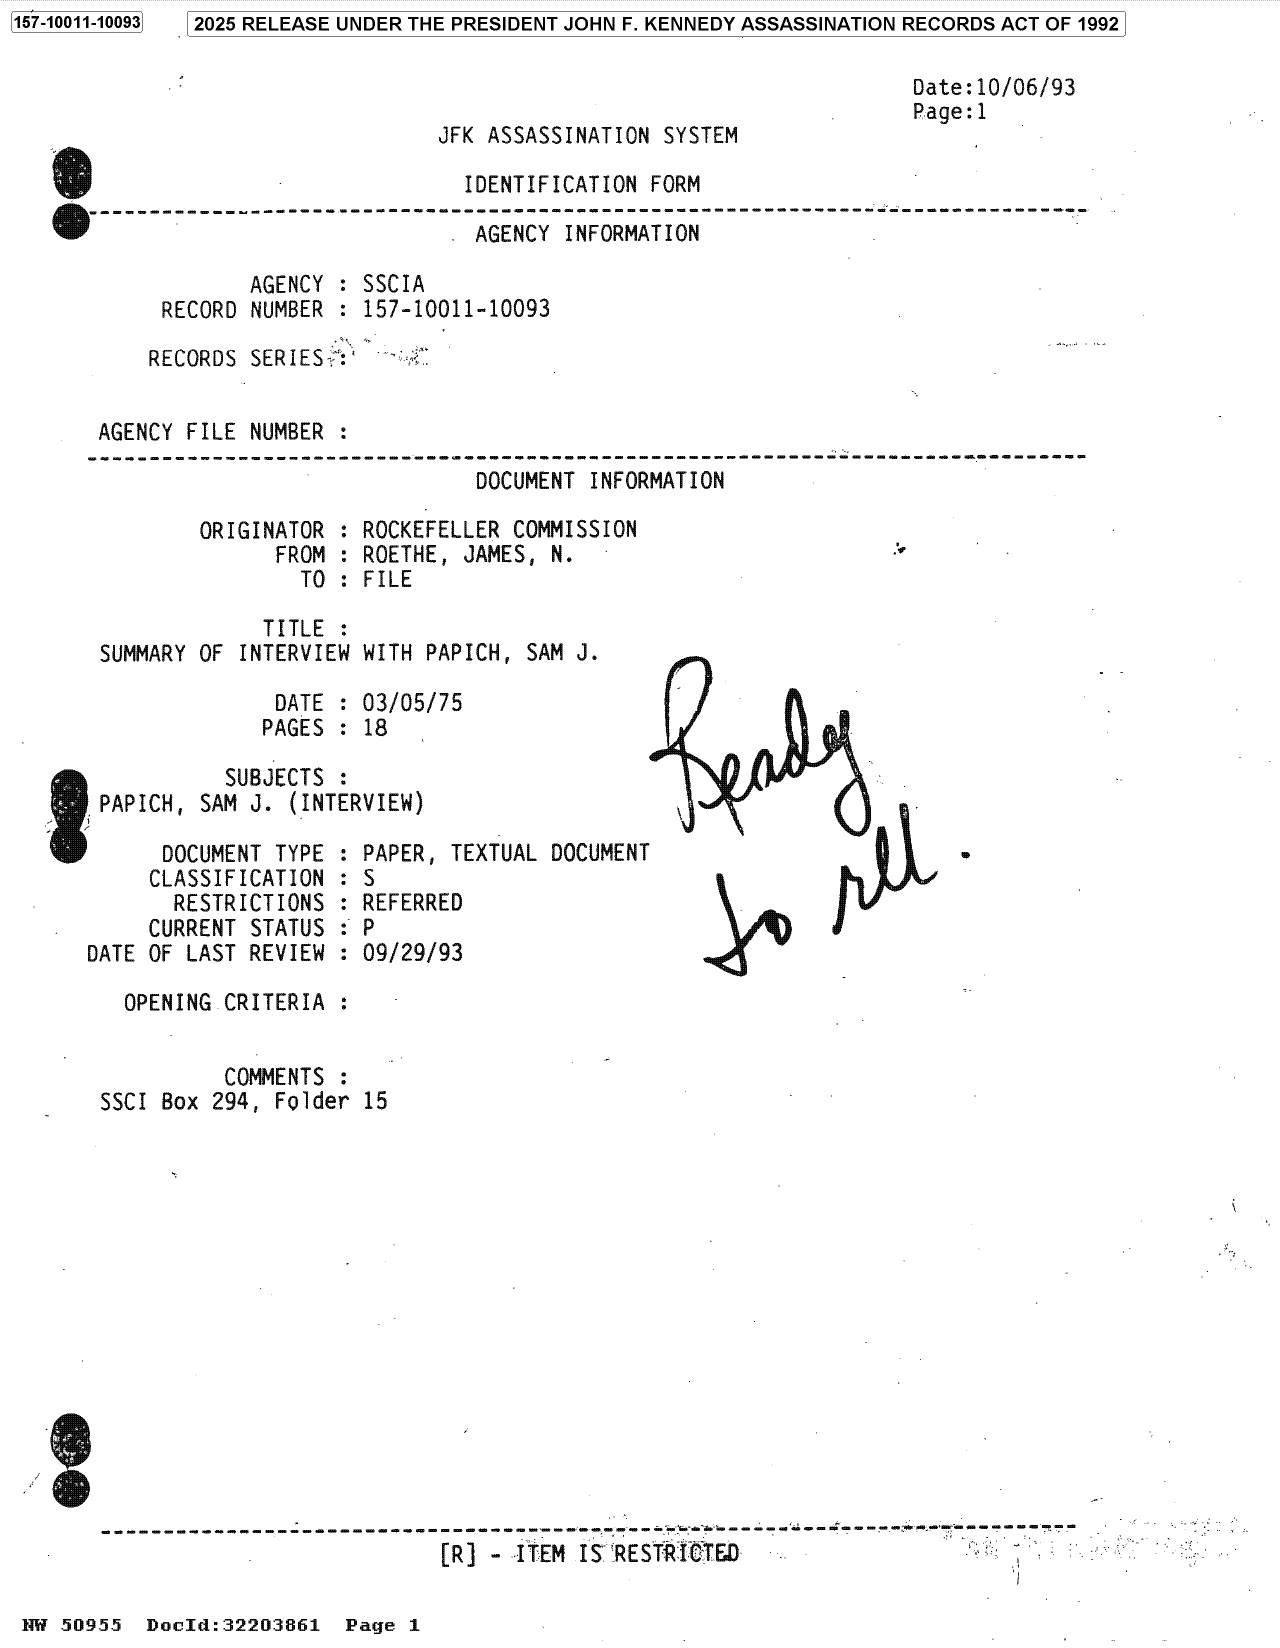 157-10011-10093
2025 RELEASE UNDER THE PRESIDENT JOHN F. KENNEDY ASSASSINATION RECORDS ACT OF 1992
Date:10/06/93
Page:1
JFK ASSASSINATION SYSTEM
IDENTIFICATION FORM
AGENCY INFORMATION
AGENCY : SSCIA
RECORD NUMBER : 157-10011-10093
RECORDS SERIES :
AGENCY FILE NUMBER :
DOCUMENT INFORMATION
ORIGINATOR : ROCKEFELLER COMMISSION
FROM : ROETHE, JAMES, N.
TO : FILE
TITLE :
SUMMARY OF INTERVIEW WITH PAPICH, SAM J.
DATE : 03/05/75
PAGES : 18
SUBJECTS :
PAPICH, SAM J. (INTERVIEW)
DOCUMENT TYPE : PAPER, TEXTUAL DOCUMENT
CLASSIFICATION : S
RESTRICTIONS : REFERRED
CURRENT STATUS : P
DATE OF LAST REVIEW : 09/29/93
OPENING CRITERIA :
COMMENTS :
SSCI Box 294, Folder 15
Ready
to rel.
[R] - ITEM IS RESTRICTED
NW 50955 DocId:32203861 Page 1